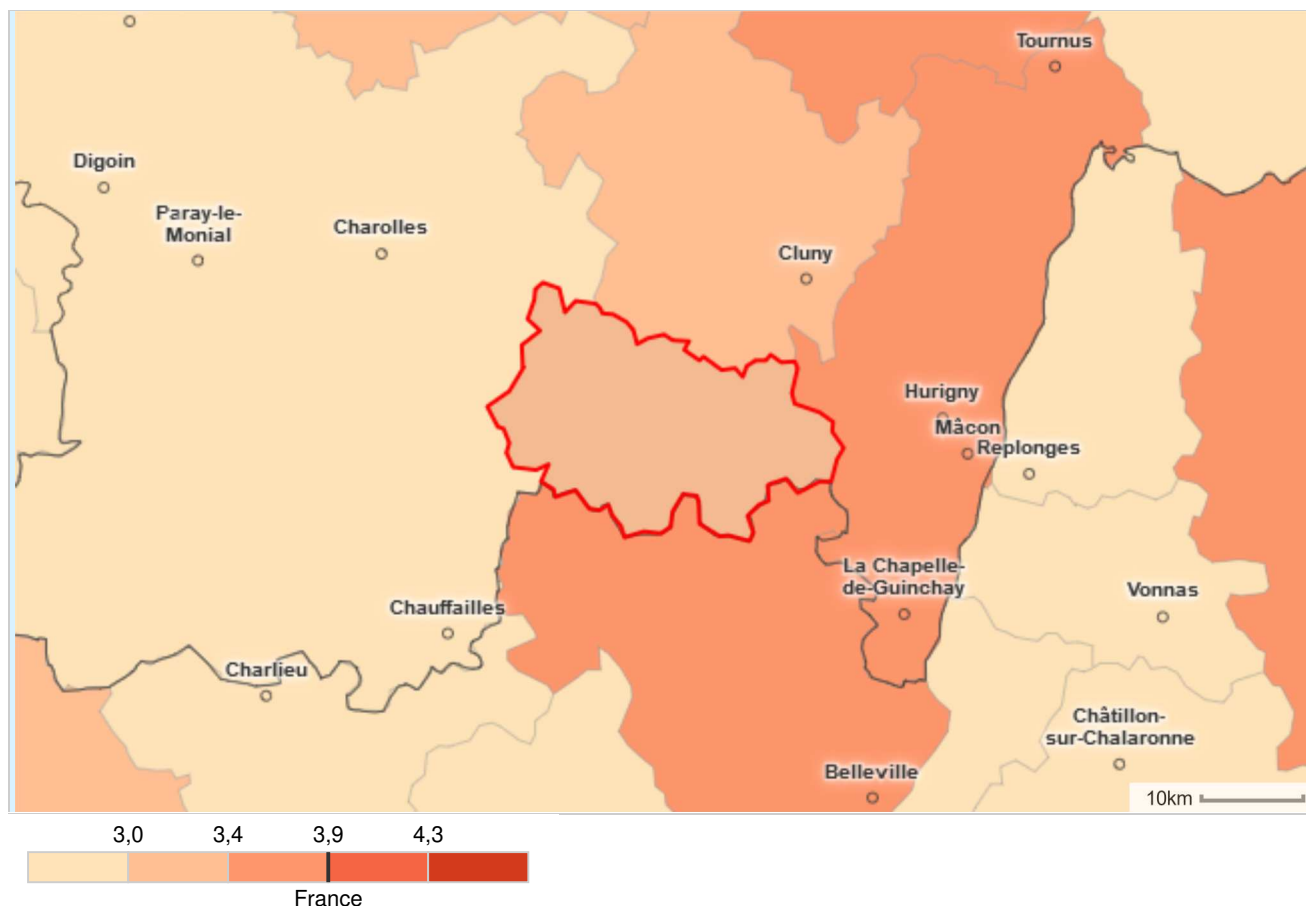 Tournus
Digoin
Paray-le-
Monial
Charolles
Cluny
Hurigny
Mâcon
Replonges
La Chapelle-
de-Guinchay
Vonnas
Chauffailles
Charlieu
Châtillon-
sur-Chalaronne
Belleville
10km
3,0 3,4 3,9 4,3
France